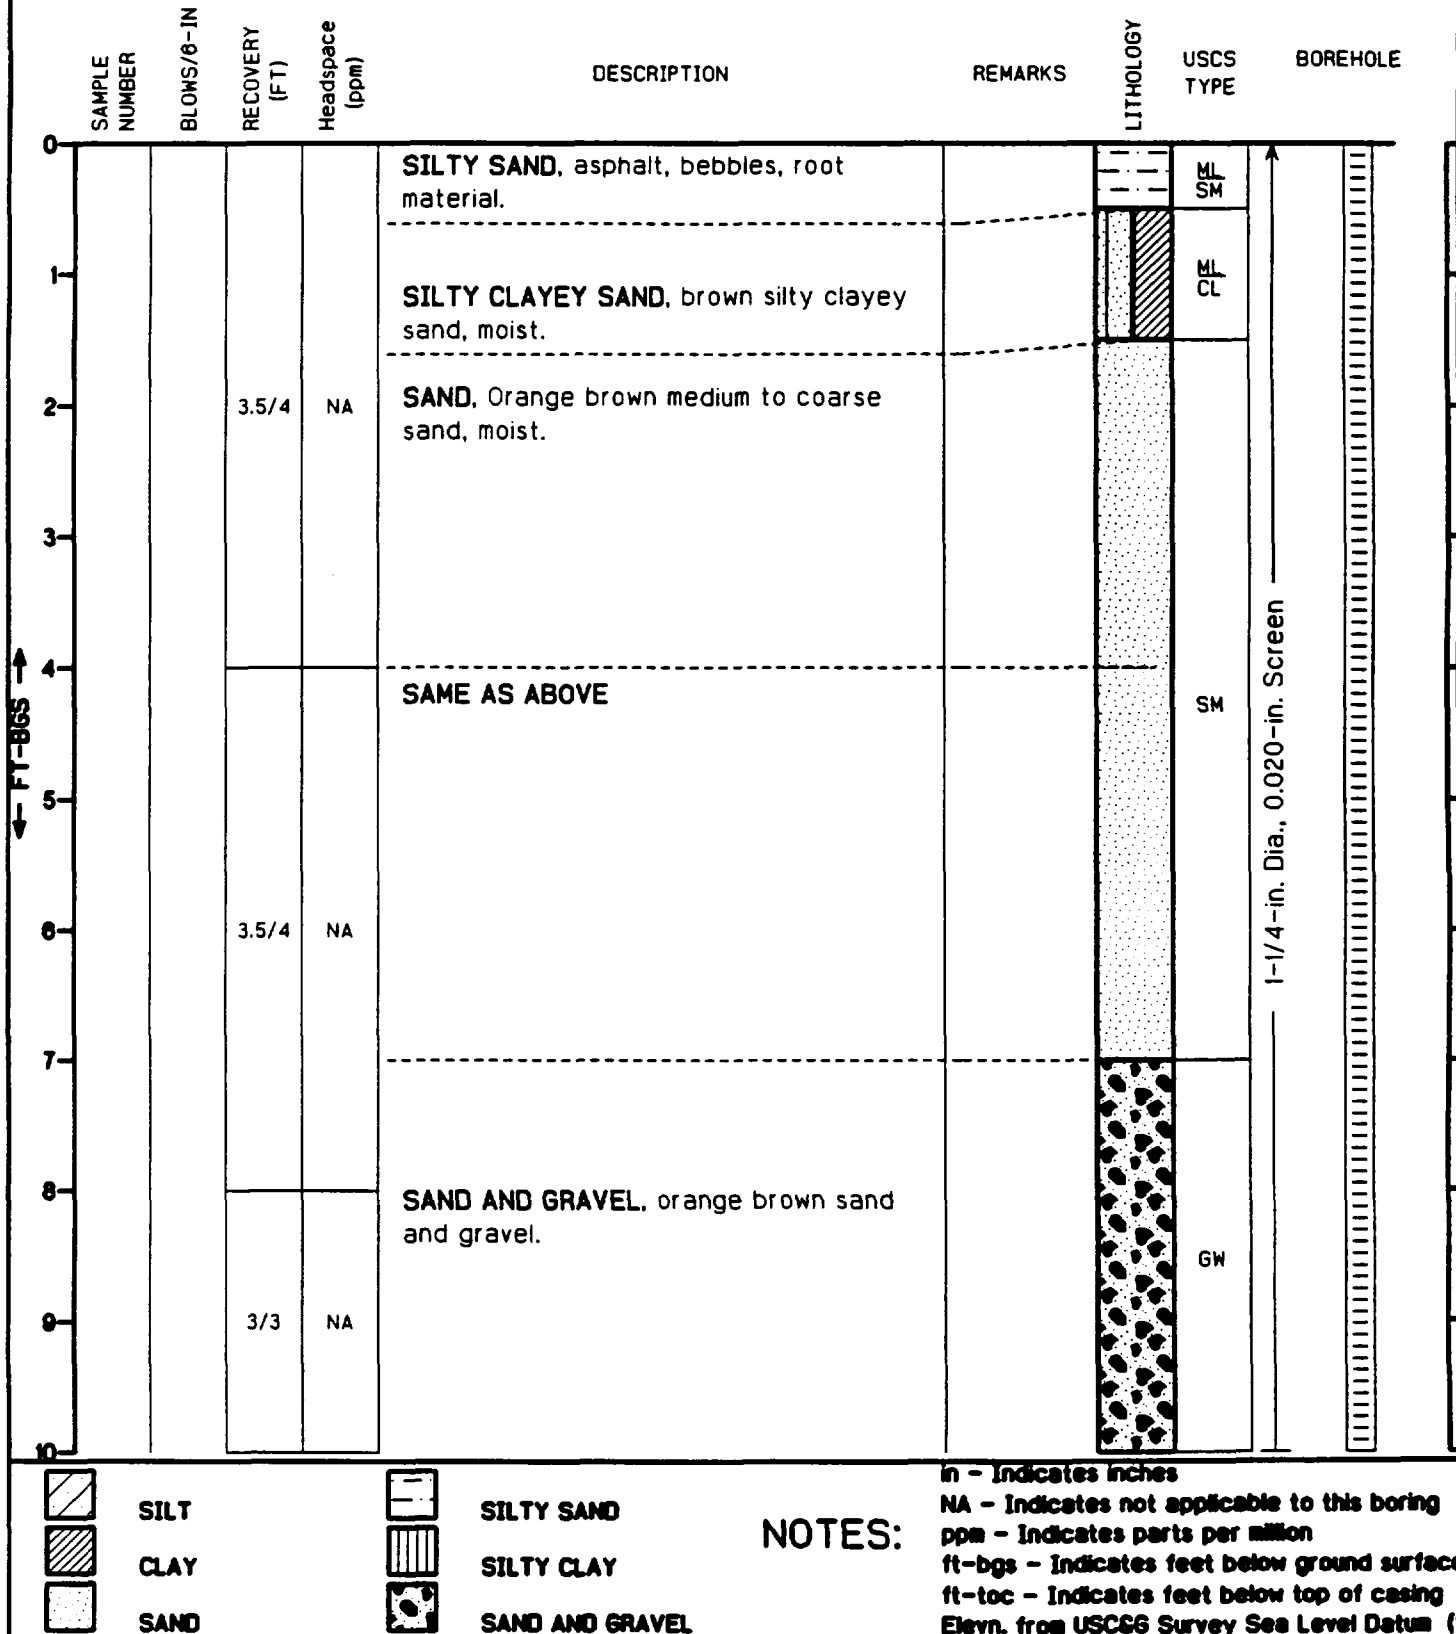 SAMPLE NUMBER
BLOWS/6-IN
RECOVERY (FT)
Headspace (ppm)
DESCRIPTION
REMARKS
LITHOLOGY
USCS TYPE
BOREHOLE
0
SILTY SAND, asphalt, bebbles, root
material.
ML
SM
1
SILTY CLAYEY SAND, brown silty clayey
sand, moist.
ML
CL
2
3.5/4
NA
SAND, Orange brown medium to coarse
sand, moist.
3
4
SAME AS ABOVE
SM
← FT-BGS →
1-1/4-in. Dia., 0.020-in. Screen
5
6
3.5/4
NA
7
8
SAND AND GRAVEL, orange brown sand
and gravel.
GW
9
3/3
NA
10
SILT
CLAY
SAND
SILTY SAND
SILTY CLAY
SAND AND GRAVEL
NOTES:
in - Indicates inches
NA - Indicates not applicable to this boring
ppm - Indicates parts per million
ft-bgs - Indicates feet below ground surface
ft-toc - Indicates feet below top of casing
Elevn. from USC&G Survey Sea Level Datum (